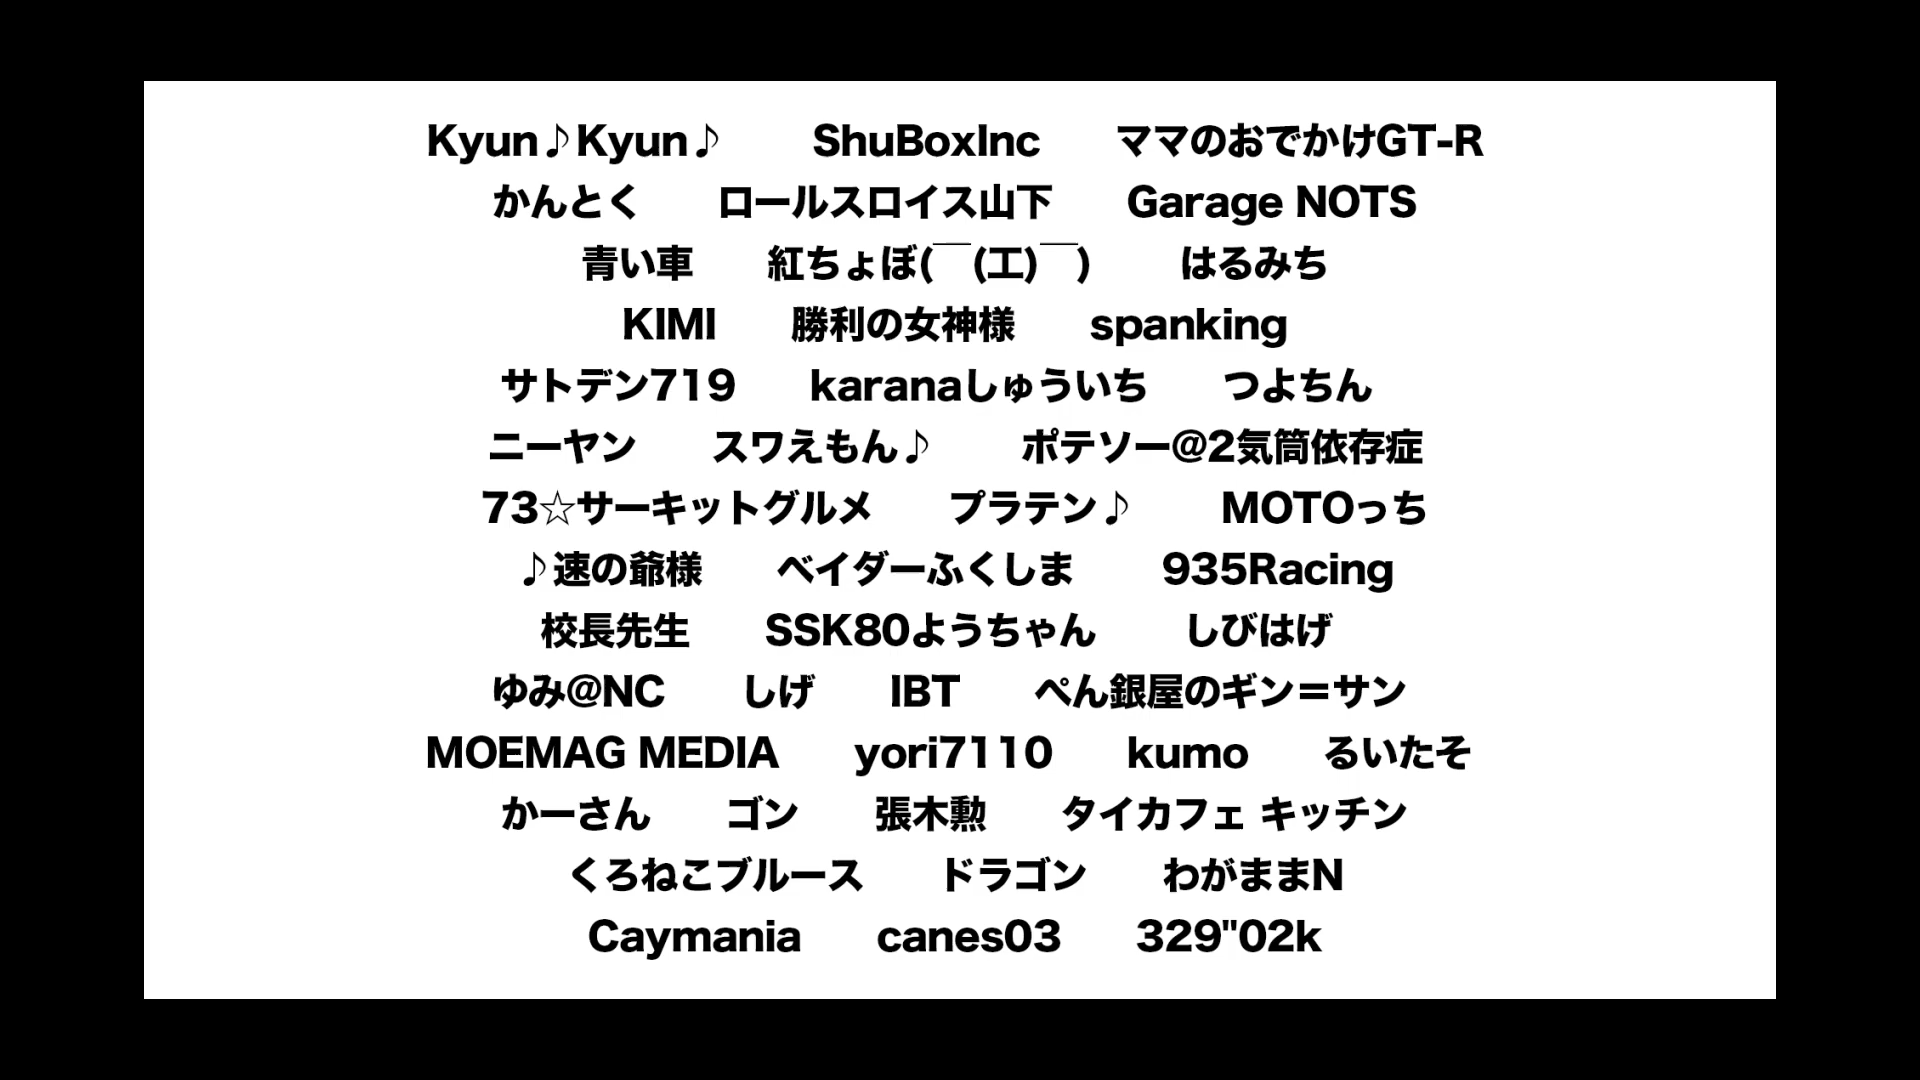 Kyun♪Kyun♪ ShuBoxInc ママのおでかけGT-R
かんとく ロールスロイス山下 Garage NOTS
青い車 紅ちょぼ(￣(工)￣) はるみち
KIMI 勝利の女神様 spanking
サトデン719 karanaしゅういち つよちん
ニーヤン スワえもん♪ ポテソー@2気筒依存症
73☆サーキットグルメ プラテン♪ MOTOっち
♪速の爺様 ベイダーふくしま 935Racing
校長先生 SSK80ようちゃん しびはげ
ゆみ@NC しげ IBT ぺん銀屋のギン＝サン
MOEMAG MEDIA yori7110 kumo るいたそ
かーさん ゴン 張木勲 タイカフェ キッチン
くろねこブルース ドラゴン わがままN
Caymania canes03 329"02k